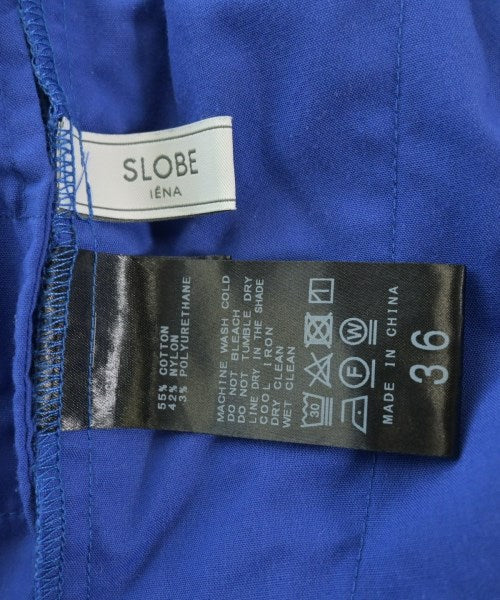 SLOBE
IÉNA
55% COTTON
42% NYLON
3% POLYURETHANE
MACHINE WASH COLD
DO NOT BLEACH
DO NOT TUMBLE DRY
LINE DRY IN THE SHADE
COOL IRON
DRY CLEAN
WET CLEAN
30
F
W
MADE IN CHINA
36